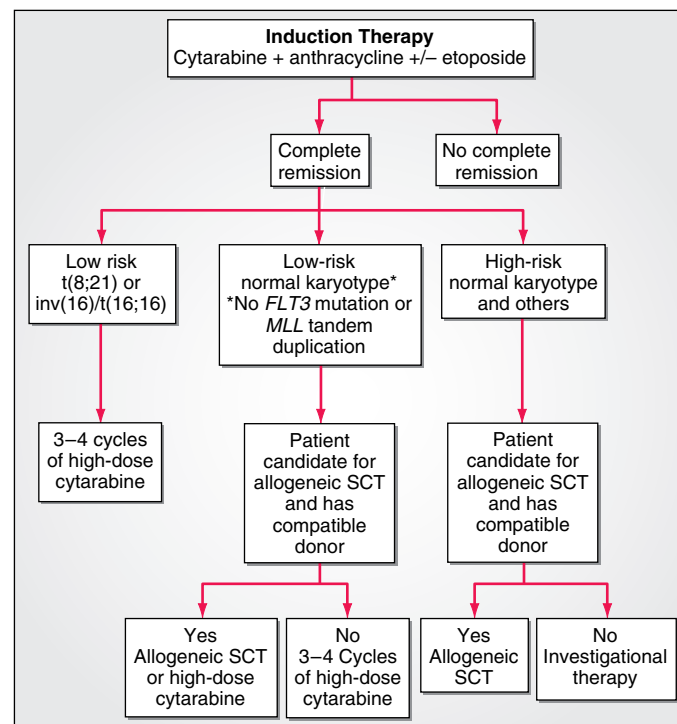 Induction Therapy
Cytarabine + anthracycline +/– etoposide
Complete
remission
No complete
remission
Low risk
t(8;21) or
inv(16)/t(16;16)
Low-risk
normal karyotype*
*No FLT3 mutation or
MLL tandem
duplication
High-risk
normal karyotype
and others
3–4 cycles
of high-dose
cytarabine
Patient
candidate for
allogeneic SCT
and has
compatible
donor
Patient
candidate for
allogeneic SCT
and has
compatible
donor
Yes
Allogeneic SCT
or high-dose
cytarabine
No
3–4 Cycles
of high-dose
cytarabine
Yes
Allogeneic
SCT
No
Investigational
therapy